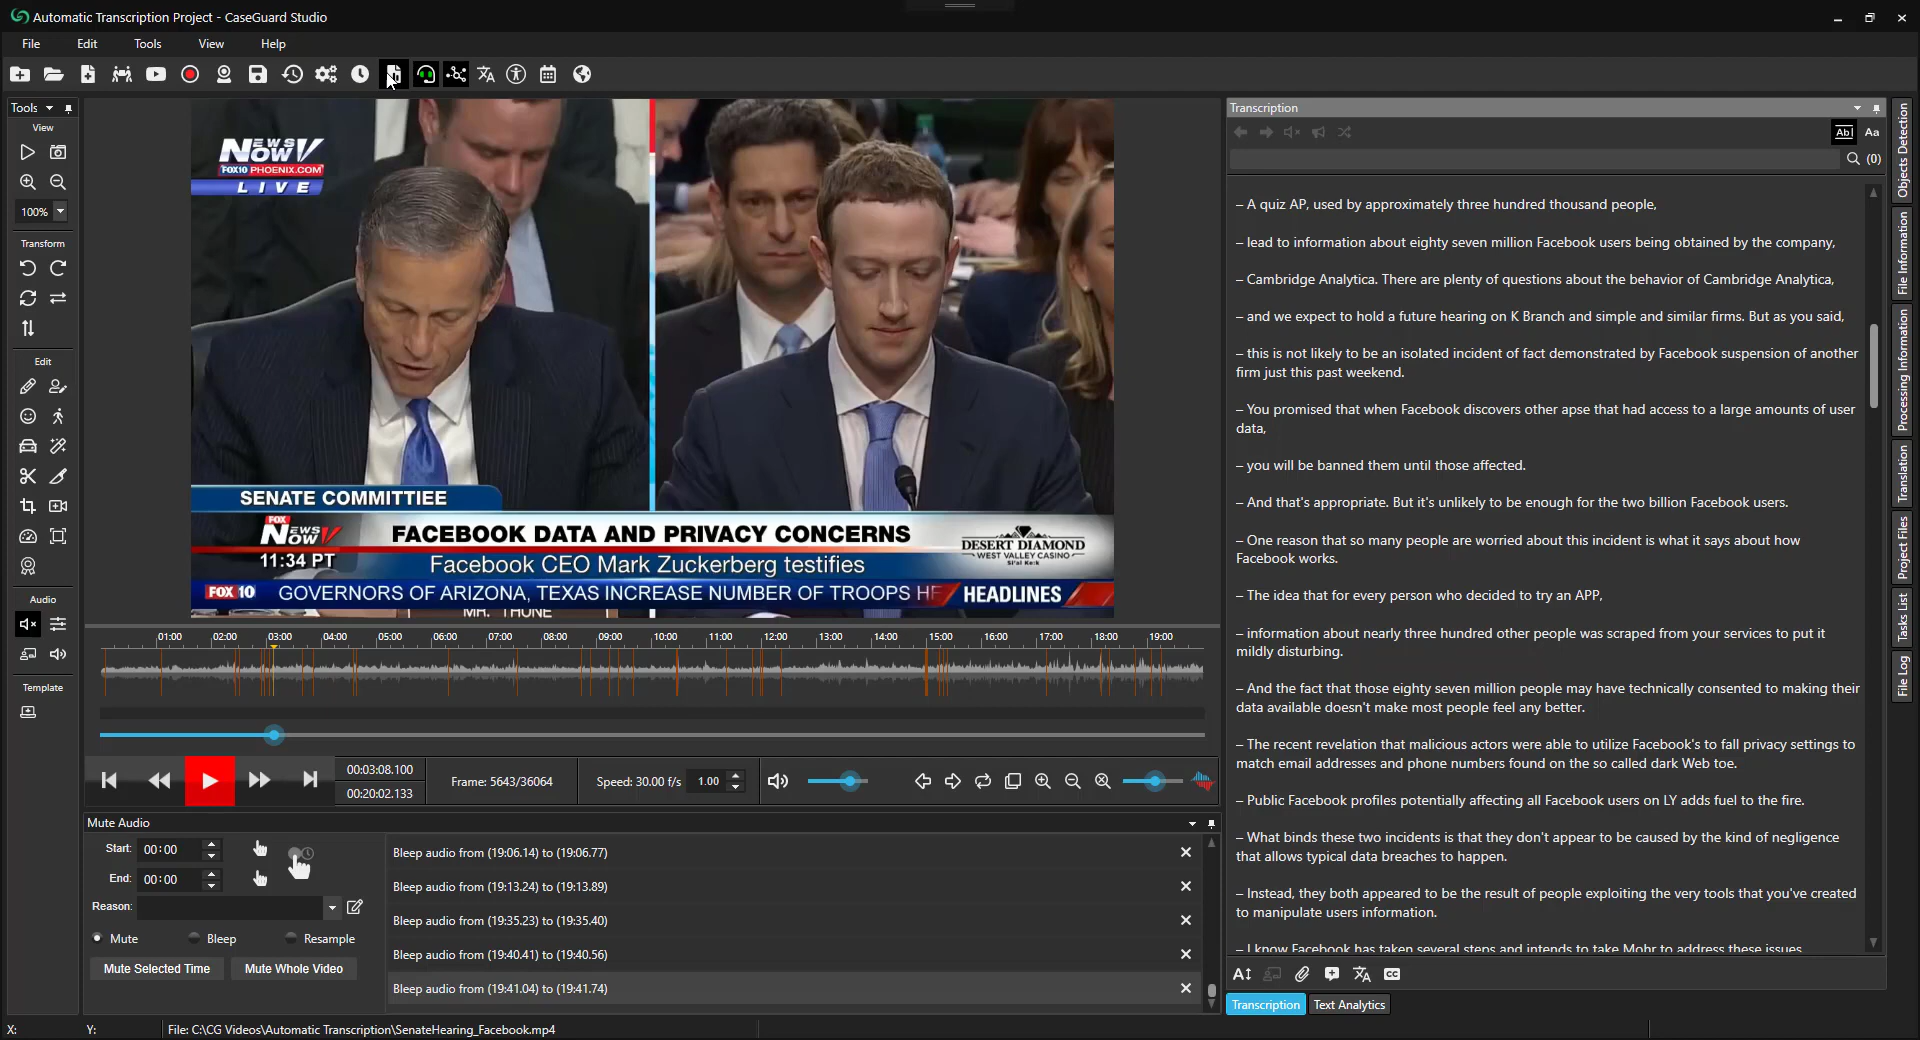 Automatic Transcription Project - CaseGuard Studio
File Edit Tools View Help
Tools
View
100%
Transform
Edit
Audio
Template
NEWS
NOW
FOX10 PHOENIX.COM
LIVE
SENATE COMMITTIEE
FOX
NEWS
NOW
11:34 PT
FACEBOOK DATA AND PRIVACY CONCERNS
Facebook CEO Mark Zuckerberg testifies
DESERT DIAMOND
WEST VALLEY CASINO
FOX 10 GOVERNORS OF ARIZONA, TEXAS INCREASE NUMBER OF TROOPS HE HEADLINES
MR. THUNE
01:00 02:00 03:00 04:00 05:00 06:00 07:00 08:00 09:00 10:00 11:00 12:00 13:00 14:00 15:00 16:00 17:00 18:00 19:00
00:03:08.100
00:20:02.133
Frame: 5643/36064
Speed: 30.00 f/s 1.00
Mute Audio
Start: 00:00
End: 00:00
Reason:
Mute Bleep Resample
Mute Selected Time Mute Whole Video
Bleep audio from (19:06.14) to (19:06.77)
Bleep audio from (19:13.24) to (19:13.89)
Bleep audio from (19:35.23) to (19:35.40)
Bleep audio from (19:40.41) to (19:40.56)
Bleep audio from (19:41.04) to (19:41.74)
Transcription
Ab Aa
(0)
– A quiz AP, used by approximately three hundred thousand people,
– lead to information about eighty seven million Facebook users being obtained by the company,
– Cambridge Analytica. There are plenty of questions about the behavior of Cambridge Analytica,
– and we expect to hold a future hearing on K Branch and simple and similar firms. But as you said,
– this is not likely to be an isolated incident of fact demonstrated by Facebook suspension of another
firm just this past weekend.
– You promised that when Facebook discovers other apse that had access to a large amounts of user
data,
– you will be banned them until those affected.
– And that's appropriate. But it's unlikely to be enough for the two billion Facebook users.
– One reason that so many people are worried about this incident is what it says about how
Facebook works.
– The idea that for every person who decided to try an APP,
– information about nearly three hundred other people was scraped from your services to put it
mildly disturbing.
– And the fact that those eighty seven million people may have technically consented to making their
data available doesn't make most people feel any better.
– The recent revelation that malicious actors were able to utilize Facebook's to fall privacy settings to
match email addresses and phone numbers found on the so called dark Web toe.
– Public Facebook profiles potentially affecting all Facebook users on LY adds fuel to the fire.
– What binds these two incidents is that they don't appear to be caused by the kind of negligence
that allows typical data breaches to happen.
– Instead, they both appeared to be the result of people exploiting the very tools that you've created
to manipulate users information.
– I know Facebook has taken several steps and intends to take Mohr to address these issues.
A CC
Transcription Text Analytics
Objects Detection
File Information
Processing Information
Translation
Project Files
Tasks List
File Log
X: Y: File: C:\CG Videos\Automatic Transcription\SenateHearing_Facebook.mp4